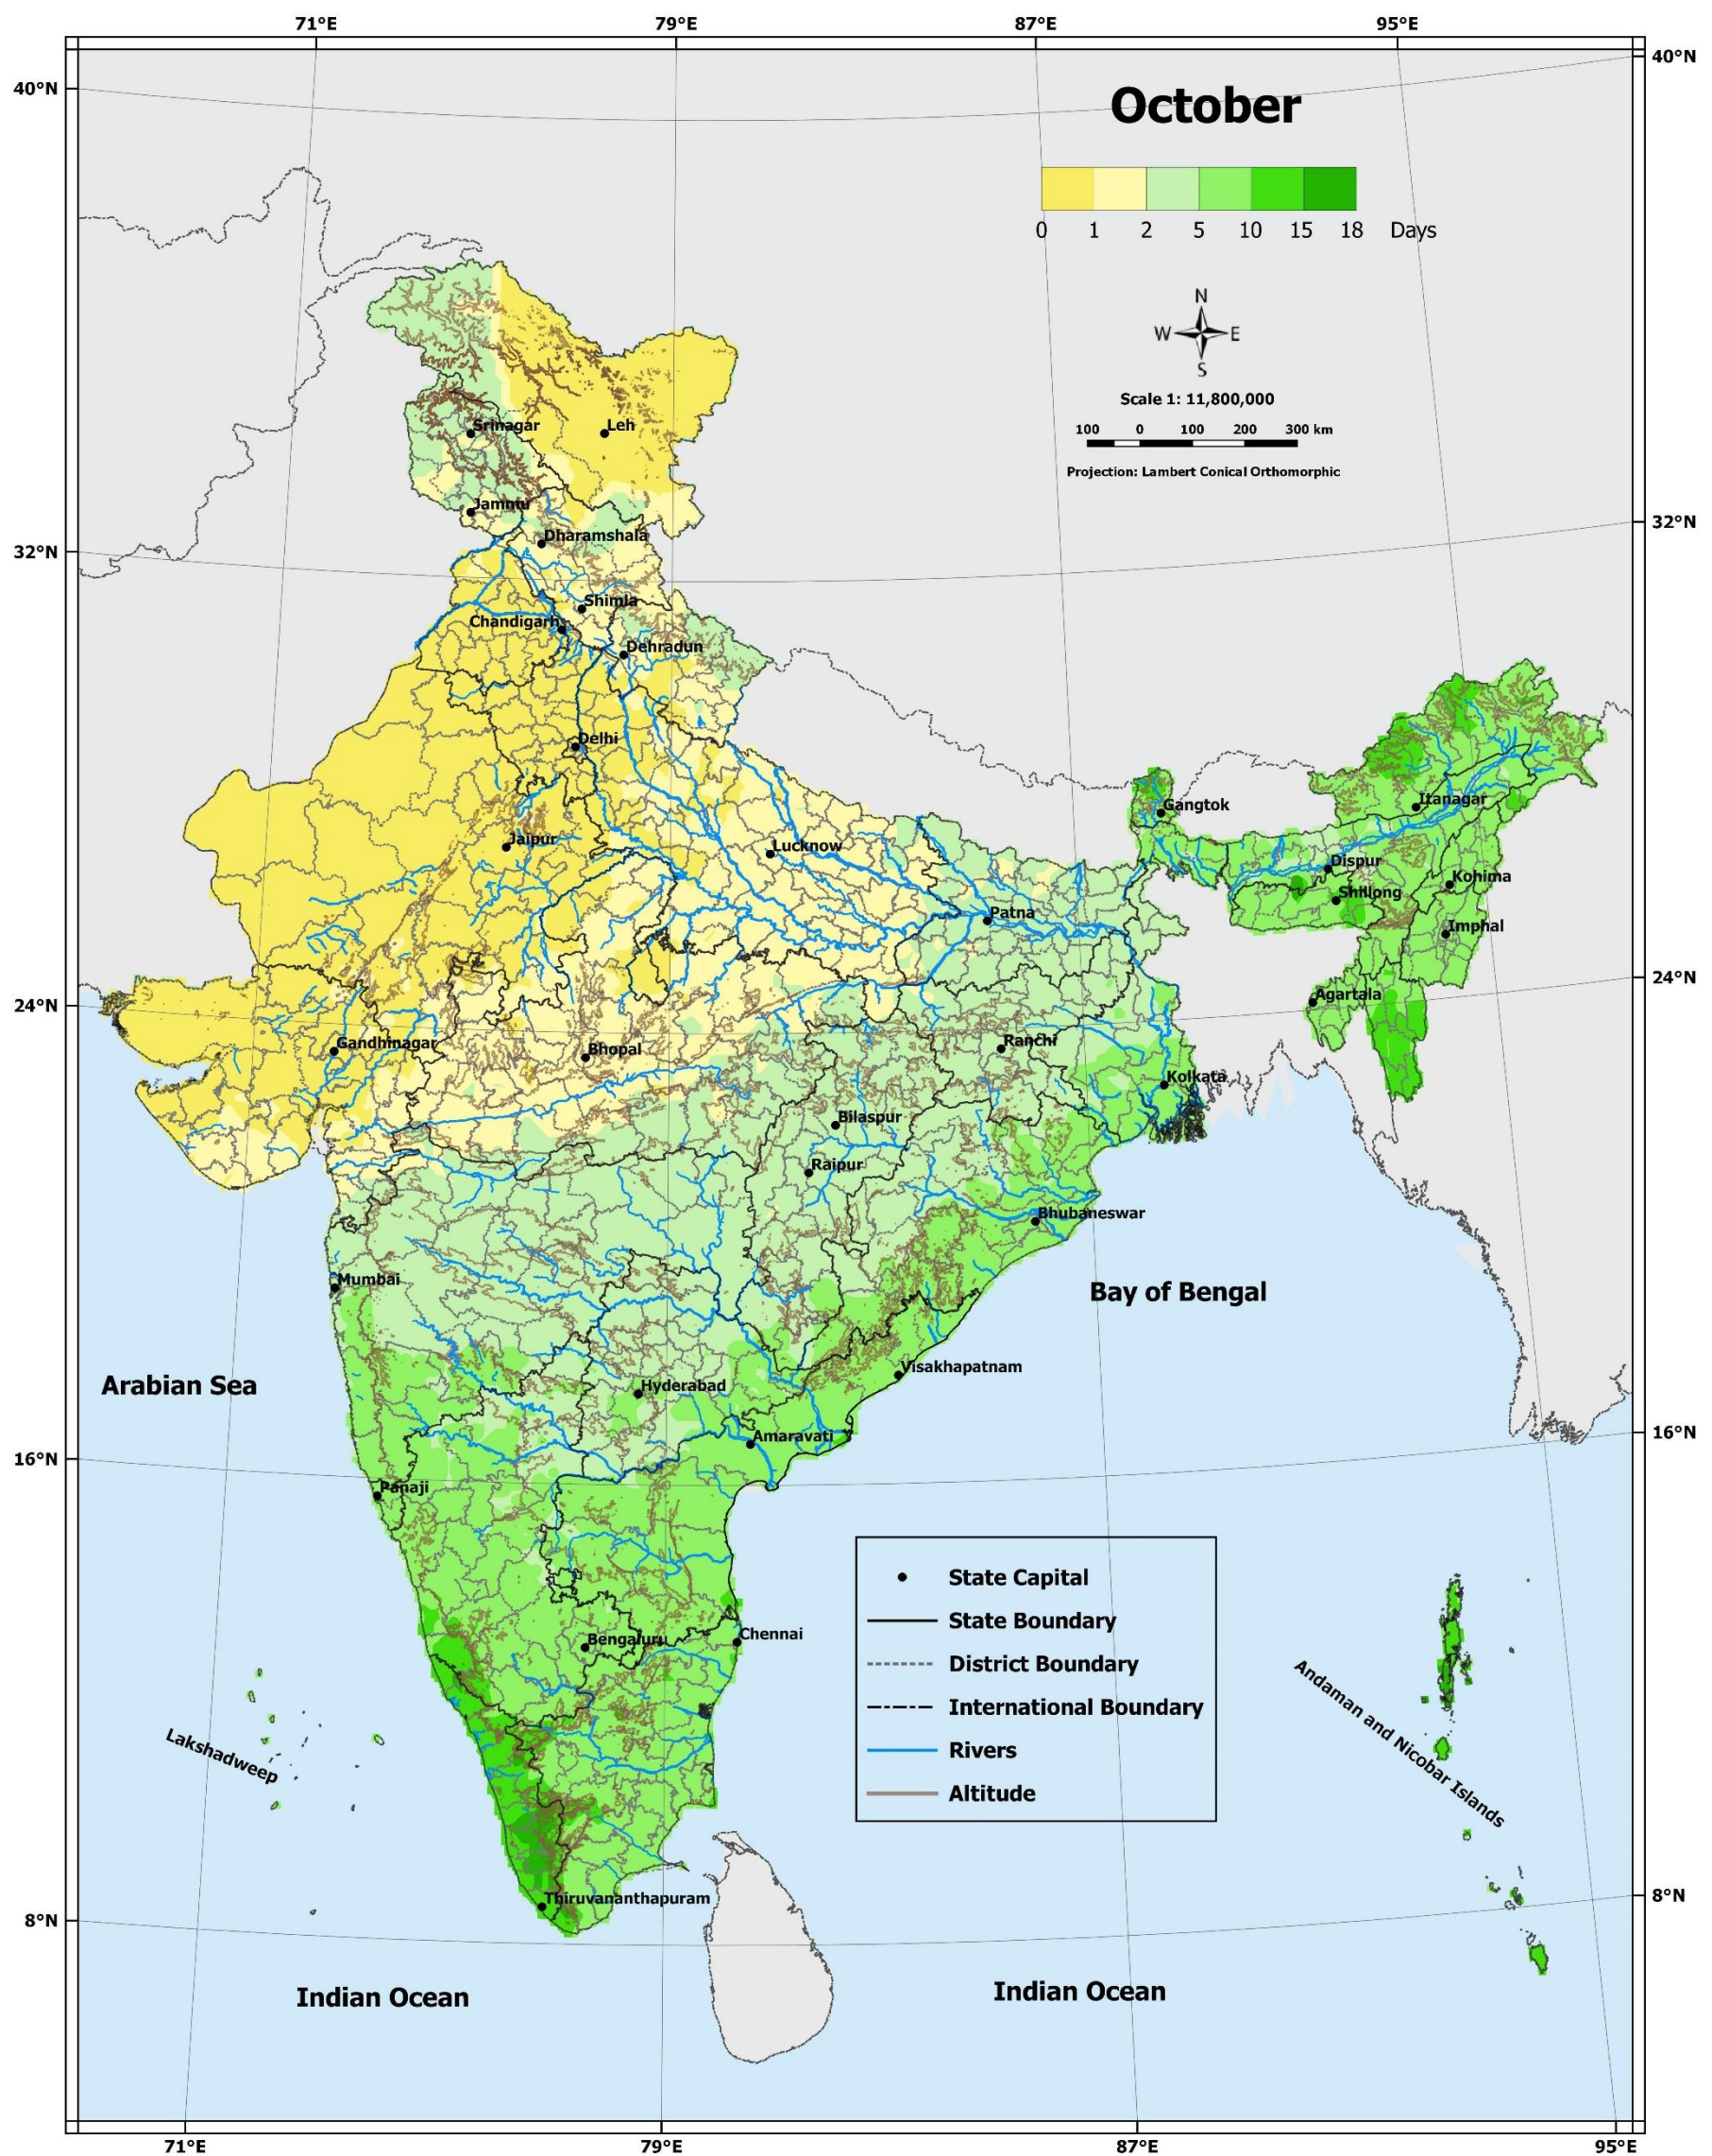 71°E 79°E 87°E 95°E
40°N 40°N
October
0 1 2 5 10 15 18 Days
N
W E
S
Scale 1: 11,800,000
100 0 100 200 300 km
Projection: Lambert Conical Orthomorphic
Srinagar
Leh
Jammu
32°N 32°N
Dharamshala
Shimla
Chandigarh
Dehradun
Delhi
Itanagar
Gangtok
Jaipur
Lucknow
Dispur
Kohima
Shillong
Patna
Imphal
24°N 24°N
Agartala
Gandhinagar
Bhopal
Ranchi
Kolkata
Bilaspur
Raipur
Bhubaneswar
Mumbai
Bay of Bengal
Visakhapatnam
Arabian Sea
Hyderabad
Amaravati
16°N 16°N
Panaji
State Capital
State Boundary
Bengaluru
Chennai
District Boundary
International Boundary
Andaman and Nicobar Islands
Lakshadweep
Rivers
Altitude
Thiruvananthapuram
8°N 8°N
Indian Ocean
Indian Ocean
71°E 79°E 87°E 95°E